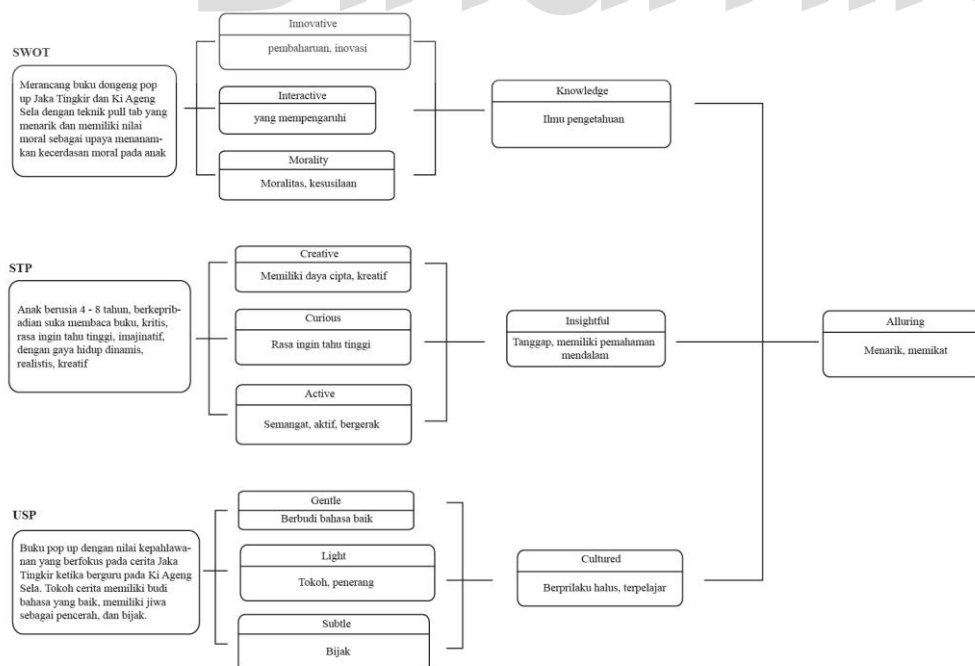 SWOT
Merancang buku dongeng pop
up Jaka Tingkir dan Ki Ageng
Sela dengan teknik pull tab yang
menarik dan memiliki nilai
moral sebagai upaya menanam-
kan kecerdasan moral pada anak
Innovative
pembaharuan, inovasi
Interactive
yang mempengaruhi
Morality
Moralitas, kesusilaan
Knowledge
Ilmu pengetahuan
STP
Anak berusia 4 - 8 tahun, berkeprib-
adian suka membaca buku, kritis,
rasa ingin tahu tinggi, imajinatif,
dengan gaya hidup dinamis,
realistis, kreatif
Creative
Memiliki daya cipta, kreatif
Curious
Rasa ingin tahu tinggi
Active
Semangat, aktif, bergerak
Insightful
Tanggap, memiliki pemahaman
mendalam
Alluring
Menarik, memikat
USP
Buku pop up dengan nilai kepahlawa-
nan yang berfokus pada cerita Jaka
Tingkir ketika berguru pada Ki Ageng
Sela. Tokoh cerita memiliki budi
bahasa yang baik, memiliki jiwa
sebagai pencerah, dan bijak.
Gentle
Berbudi bahasa baik
Light
Tokoh, penerang
Subtle
Bijak
Cultured
Berprilaku halus, terpelajar